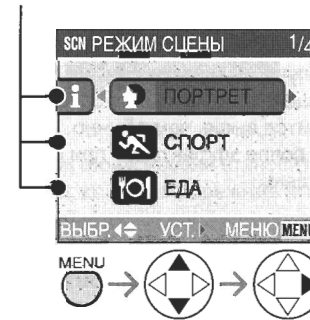 SCN РЕЖИМ СЦЕНЫ 1/4
i ПОРТРЕТ
СПОРТ
ЕДА
ВЫБР. УСТ. МЕНЮ MENU
MENU